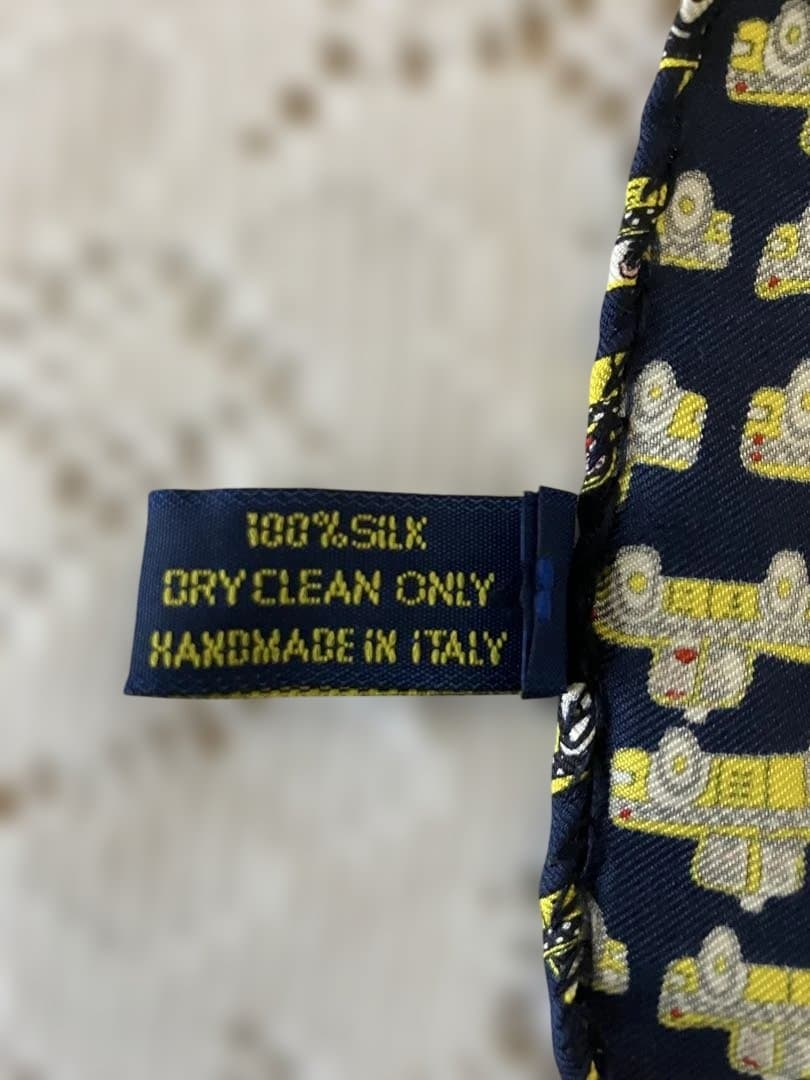 100% SILK
DRY CLEAN ONLY
HANDMADE IN ITALY